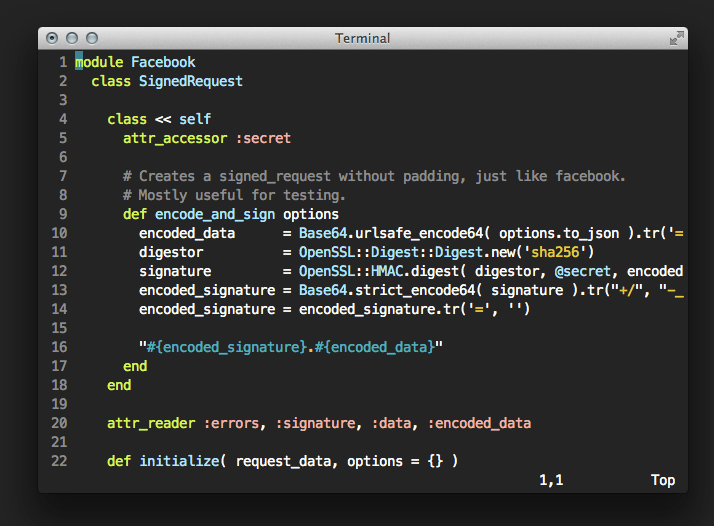 Terminal
1 module Facebook
2   class SignedRequest
3
4     class << self
5       attr_accessor :secret
6
7       # Creates a signed_request without padding, just like facebook.
8       # Mostly useful for testing.
9       def encode_and_sign options
10         encoded_data      = Base64.urlsafe_encode64( options.to_json ).tr('=
11         digestor          = OpenSSL::Digest::Digest.new('sha256')
12         signature         = OpenSSL::HMAC.digest( digestor, @secret, encoded
13         encoded_signature = Base64.strict_encode64( signature ).tr("+/", "-_
14         encoded_signature = encoded_signature.tr('=', '')
15
16         "#{encoded_signature}.#{encoded_data}"
17       end
18     end
19
20     attr_reader :errors, :signature, :data, :encoded_data
21
22     def initialize( request_data, options = {} )
1,1 Top